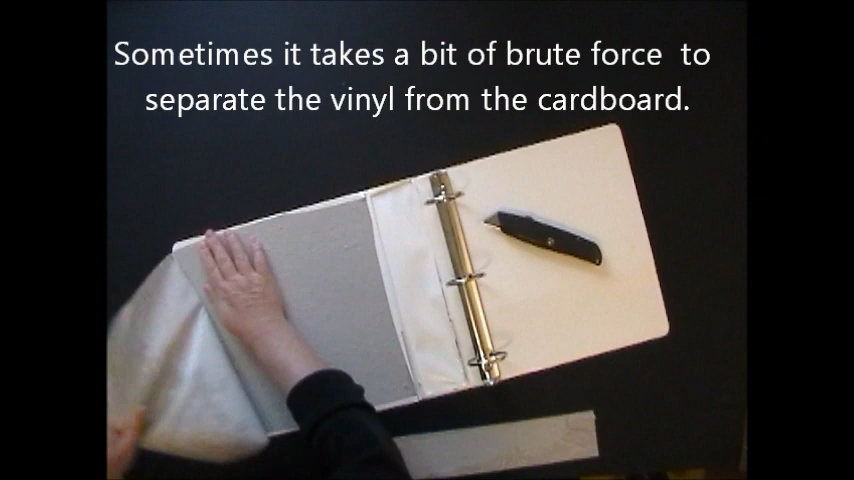 Sometimes it takes a bit of brute force  to
separate the vinyl from the cardboard.